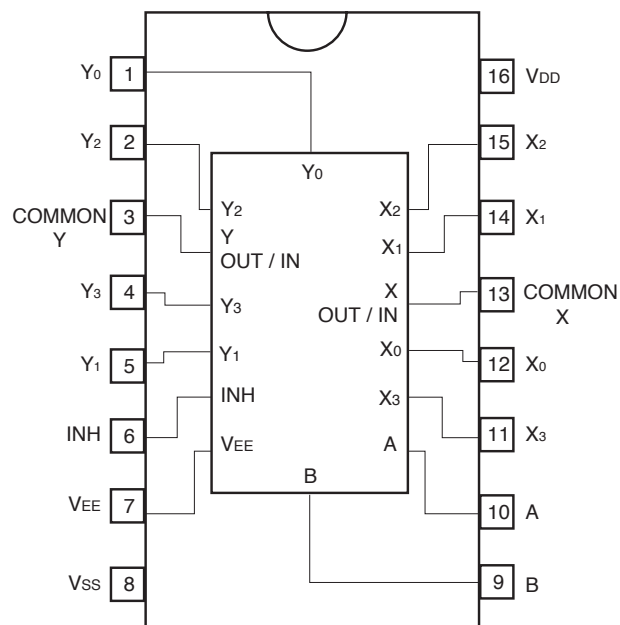 Y0 1
Y2 2
COMMON Y 3
Y3 4
Y1 5
INH 6
VEE 7
VSS 8
Y0
Y2
Y
OUT / IN
Y3
Y1
INH
VEE
B
X2
X1
X
OUT / IN
X0
X3
A
16 VDD
15 X2
14 X1
13 COMMON X
12 X0
11 X3
10 A
9 B